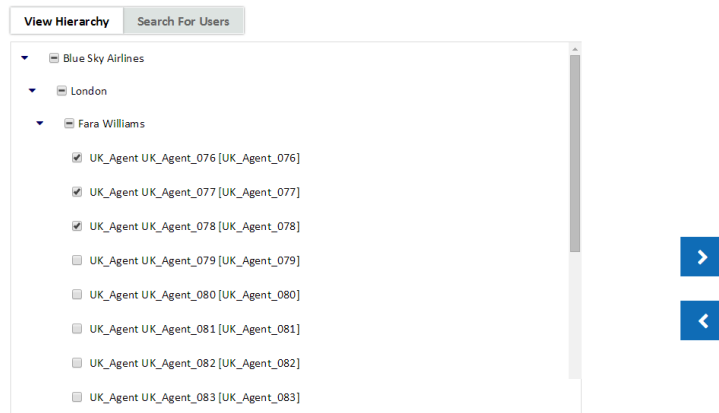 View Hierarchy
Search For Users
Blue Sky Airlines
London
Fara Williams
UK_Agent UK_Agent_076 [UK_Agent_076]
UK_Agent UK_Agent_077 [UK_Agent_077]
UK_Agent UK_Agent_078 [UK_Agent_078]
UK_Agent UK_Agent_079 [UK_Agent_079]
UK_Agent UK_Agent_080 [UK_Agent_080]
UK_Agent UK_Agent_081 [UK_Agent_081]
UK_Agent UK_Agent_082 [UK_Agent_082]
UK_Agent UK_Agent_083 [UK_Agent_083]